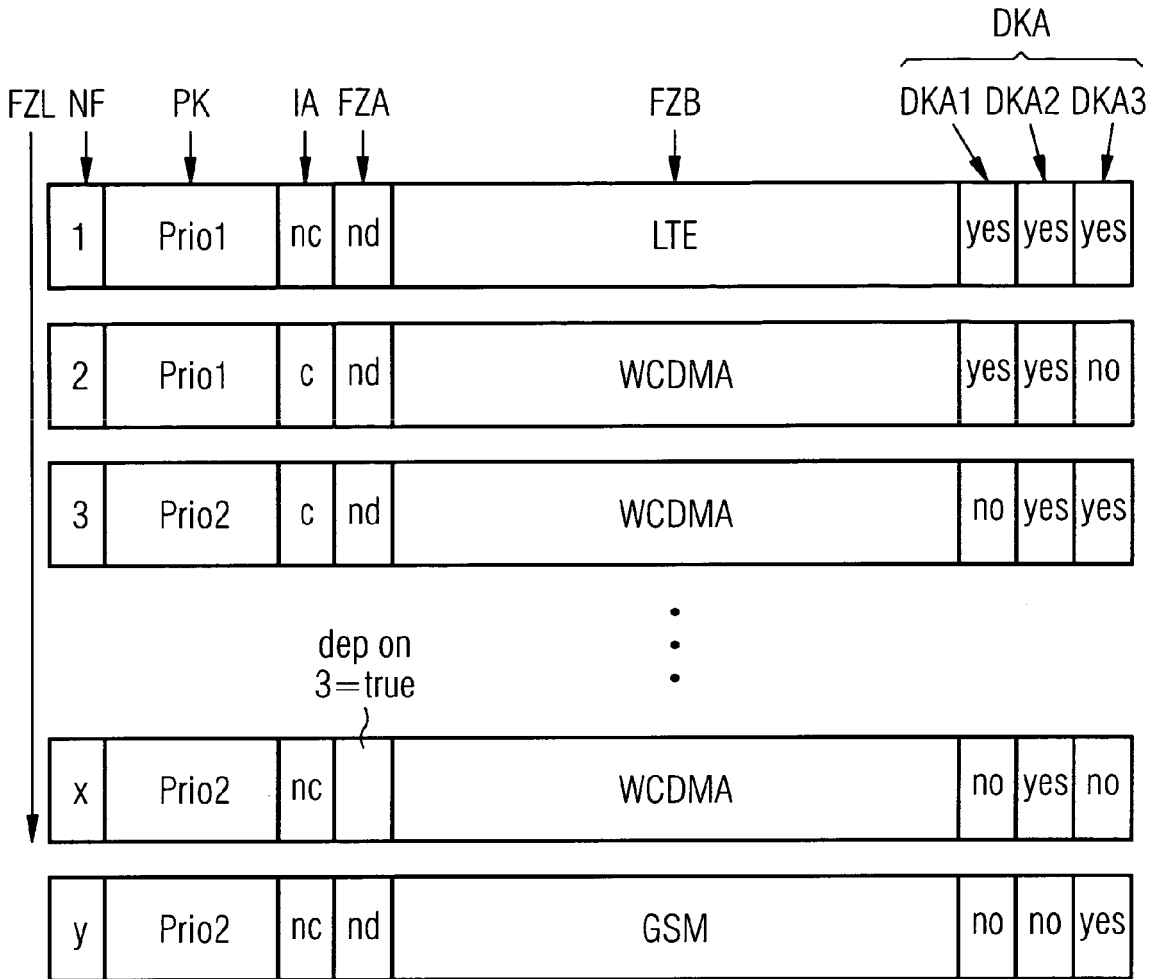 DKA
FZL NF PK IA FZA FZB DKA1 DKA2 DKA3
1 Prio1 nc nd LTE yes yes yes
2 Prio1 c nd WCDMA yes yes no
3 Prio2 c nd WCDMA no yes yes
dep on
3=true
x Prio2 nc WCDMA no yes no
y Prio2 nc nd GSM no no yes